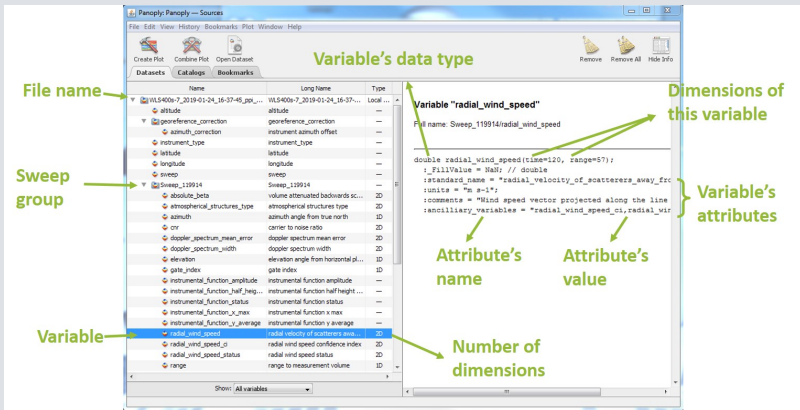 Panoply: Panoply — Sources
File Edit View History Bookmarks Plot Window Help
Create Plot Combine Plot Open Dataset Remove Remove All Hide Info
Variable's data type
Datasets Catalogs Bookmarks
Name Long Name Type
File name
WLS400s-7_2019-01-24_16-37-45_ppi_... WLS400s-7_2019-01-24_16-37-... Local ...
altitude altitude —
georeference_correction georeference_correction
azimuth_correction instrument azimuth offset —
instrument_type instrument_type —
latitude latitude —
longitude longitude —
sweep sweep —
Sweep
group
Sweep_119914 Sweep_119914
absolute_beta volume attenuated backwards sc... 2D
atmospherical_structures_type atmospherical structures type 2D
azimuth azimuth angle from true north 1D
cnr carrier to noise ratio 2D
doppler_spectrum_mean_error doppler spectrum mean error 2D
doppler_spectrum_width doppler spectrum width 2D
elevation elevation angle from horizontal pl... 1D
gate_index gate index 1D
instrumental_function_amplitude instrumental function amplitude —
instrumental_function_half_heig... instrumental function half height ... —
instrumental_function_status instrumental function status —
instrumental_function_x_max instrumental function x max —
instrumental_function_y_average instrumental function y average —
Variable
radial_wind_speed radial velocity of scatterers awa... 2D
radial_wind_speed_ci radial wind speed confidence index 2D
radial_wind_speed_status radial wind speed status 2D
range range to measurement volume 1D
Show: All variables
Number of
dimensions
Variable "radial_wind_speed"
Full name: Sweep_119914/radial_wind_speed
Dimensions of
this variable
double radial_wind_speed(time=120, range=57);
:_FillValue = NaN; // double
:standard_name = "radial_velocity_of_scatterers_away_fro
:units = "m s-1";
:comments = "Wind speed vector projected along the line
:ancilliary_variables = "radial_wind_speed_ci,radial_win
Variable's
attributes
Attribute's
name
Attribute's
value